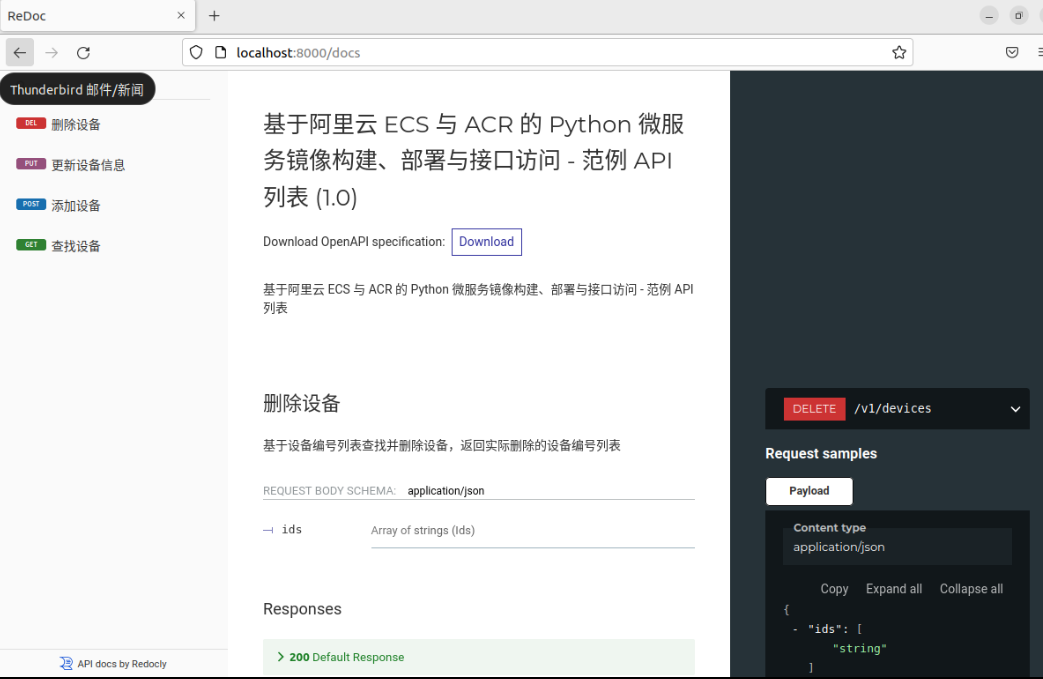 ReDoc
localhost:8000/docs
Thunderbird 邮件/新闻
DEL 删除设备
PUT 更新设备信息
POST 添加设备
GET 查找设备
API docs by Redocly
基于阿里云 ECS 与 ACR 的 Python 微服
务镜像构建、部署与接口访问 - 范例 API
列表 (1.0)
Download OpenAPI specification: Download
基于阿里云 ECS 与 ACR 的 Python 微服务镜像构建、部署与接口访问 - 范例 API
列表
删除设备
基于设备编号列表查找并删除设备，返回实际删除的设备编号列表
REQUEST BODY SCHEMA: application/json
ids Array of strings (Ids)
Responses
200 Default Response
DELETE /v1/devices
Request samples
Payload
Content type
application/json
Copy Expand all Collapse all
{
- "ids": [
"string"
]